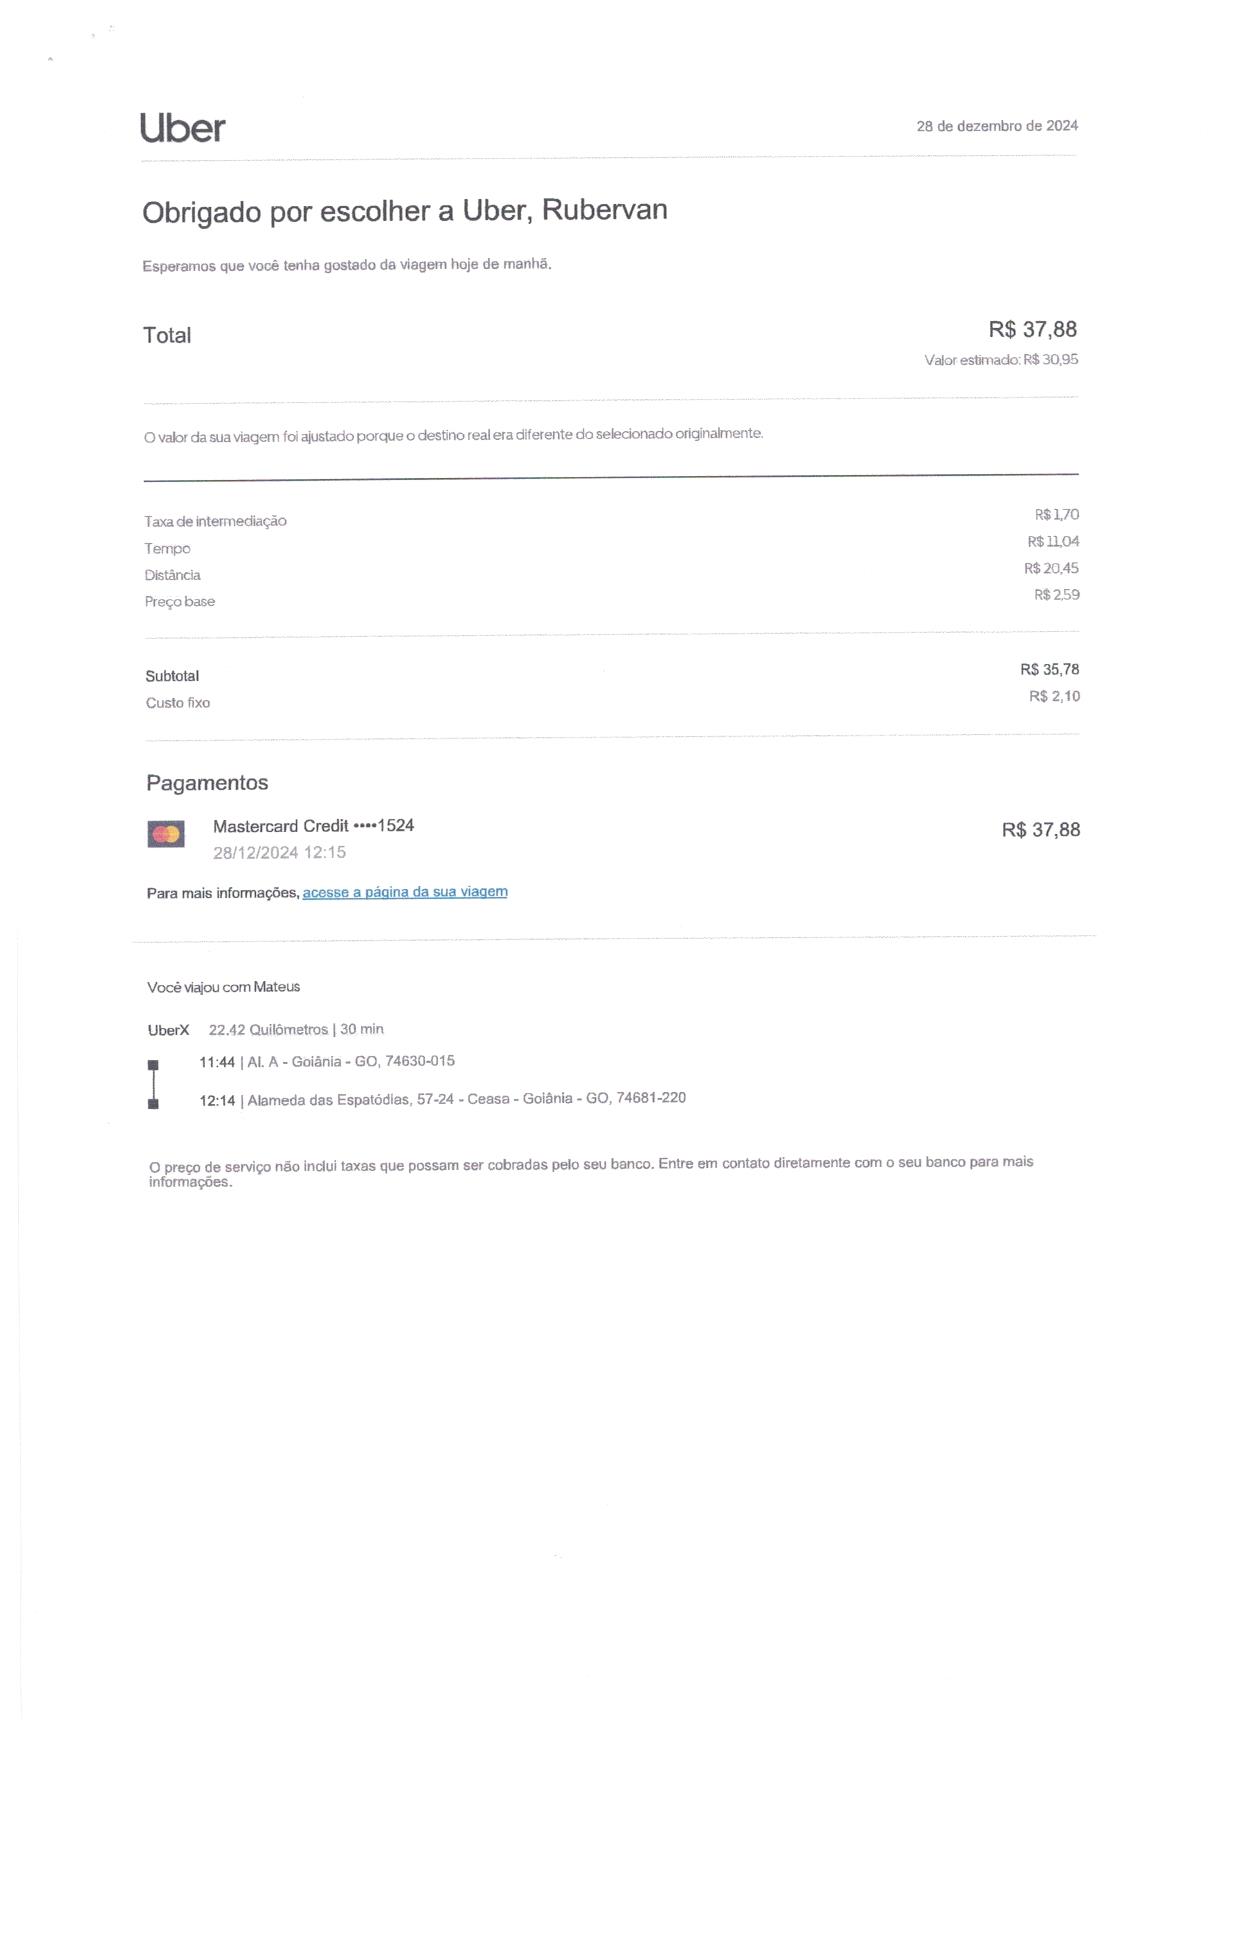 Uber
28 de dezembro de 2024
Obrigado por escolher a Uber, Rubervan
Esperamos que você tenha gostado da viagem hoje de manhã.
Total R$ 37,88
Valor estimado: R$ 30,95
O valor da sua viagem foi ajustado porque o destino real era diferente do selecionado originalmente.
Taxa de intermediação R$ 1,70
Tempo R$ 11,04
Distância R$ 20,45
Preço base R$ 2,59
Subtotal R$ 35,78
Custo fixo R$ 2,10
Pagamentos
Mastercard Credit ••••1524 R$ 37,88
28/12/2024 12:15
Para mais informações, acesse a página da sua viagem
Você viajou com Mateus
UberX 22.42 Quilômetros | 30 min
11:44 | Al. A - Goiânia - GO, 74630-015
12:14 | Alameda das Espatódias, 57-24 - Ceasa - Goiânia - GO, 74681-220
O preço de serviço não inclui taxas que possam ser cobradas pelo seu banco. Entre em contato diretamente com o seu banco para mais
informações.